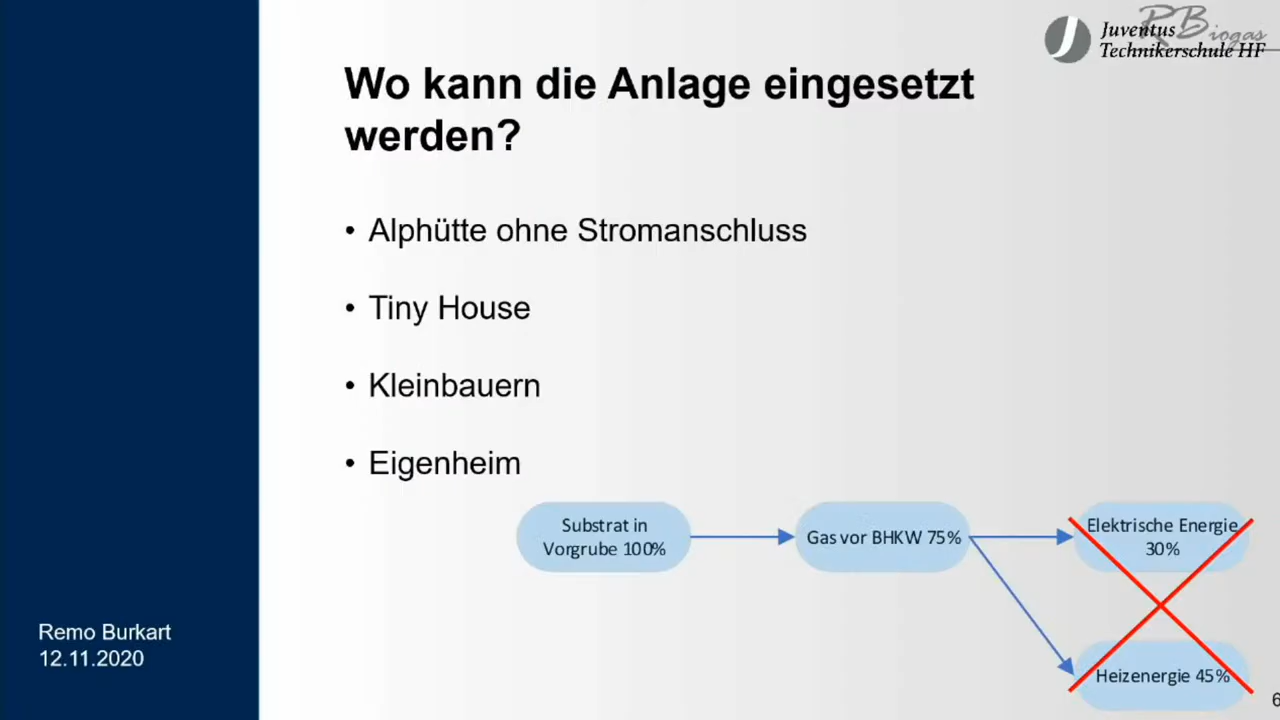 RBiogas
Juventus
Technikerschule HF
Wo kann die Anlage eingesetzt
werden?
• Alphütte ohne Stromanschluss
• Tiny House
• Kleinbauern
• Eigenheim
Substrat in
Vorgrube 100%
Gas vor BHKW 75%
Elektrische Energie
30%
Heizenergie 45%
Remo Burkart
12.11.2020
6